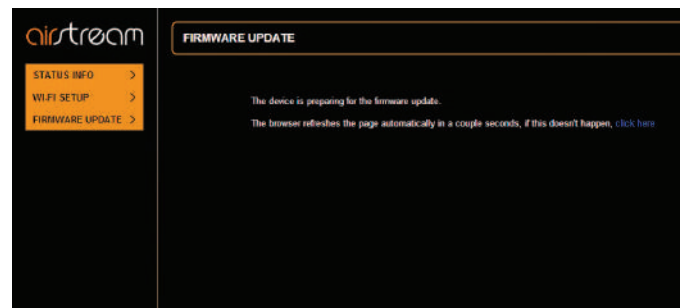 airstream
FIRMWARE UPDATE
STATUS INFO >
WI-FI SETUP >
FIRMWARE UPDATE >
The device is preparing for the firmware update.
The browser refreshes the page automatically in a couple seconds, if this doesn't happen, click here